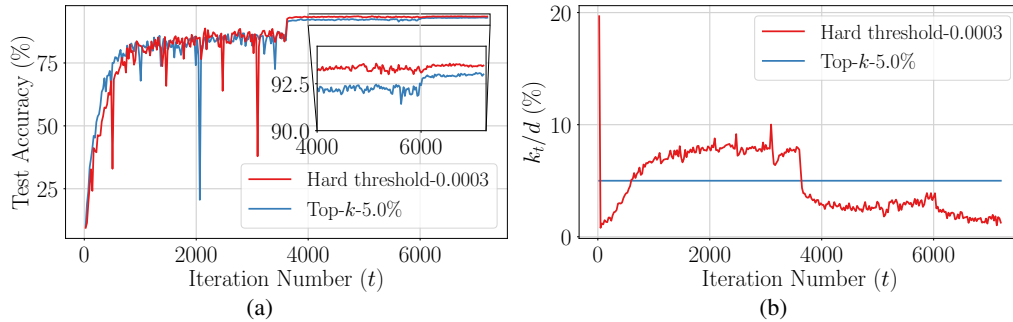 75
50
25
Test Accuracy (%)
92.5
90.0
4000
6000
Hard threshold-0.0003
Top-k-5.0%
0
2000
4000
6000
Iteration Number (t)
(a)
20
10
0
k_t/d (%)
Hard threshold-0.0003
Top-k-5.0%
0
2000
4000
6000
Iteration Number (t)
(b)